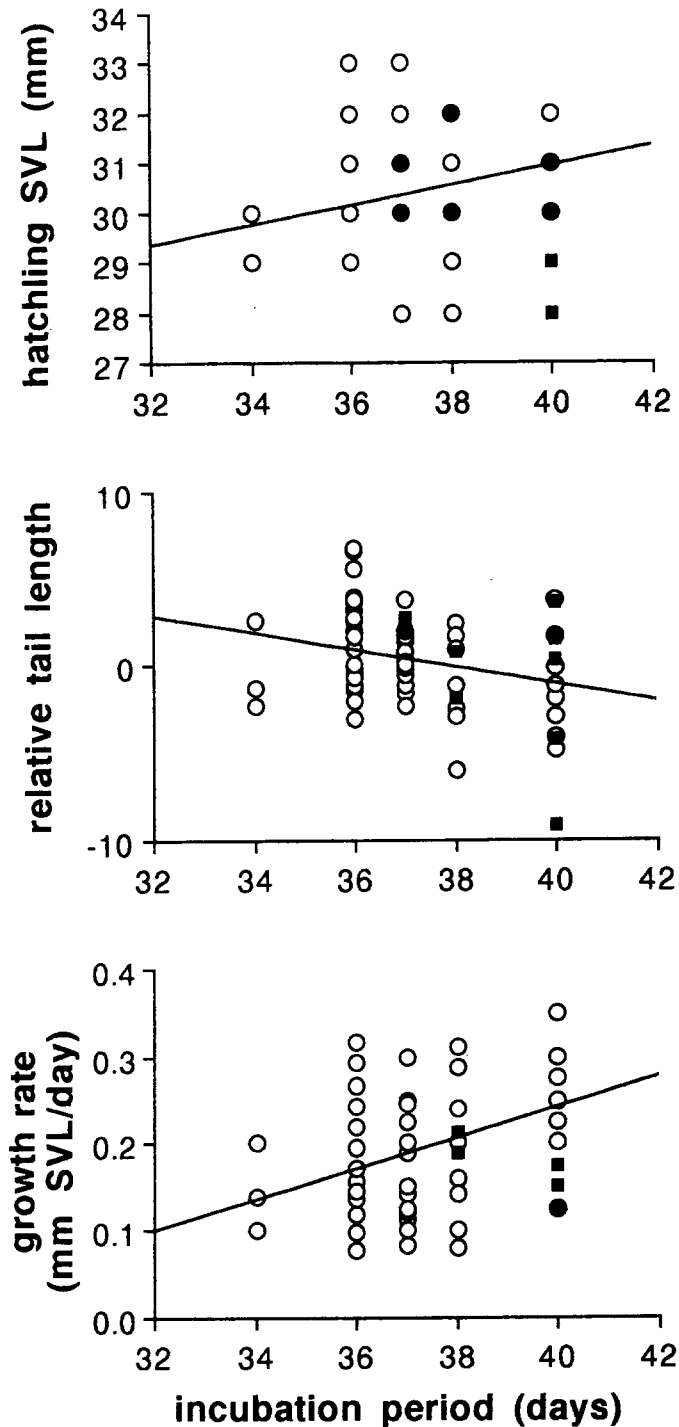 hatchling SVL (mm)
34
33
32
31
30
29
28
27
32 34 36 38 40 42
relative tail length
10
0
-10
32 34 36 38 40 42
growth rate
(mm SVL/day)
0.4
0.3
0.2
0.1
0.0
32 34 36 38 40 42
incubation period (days)